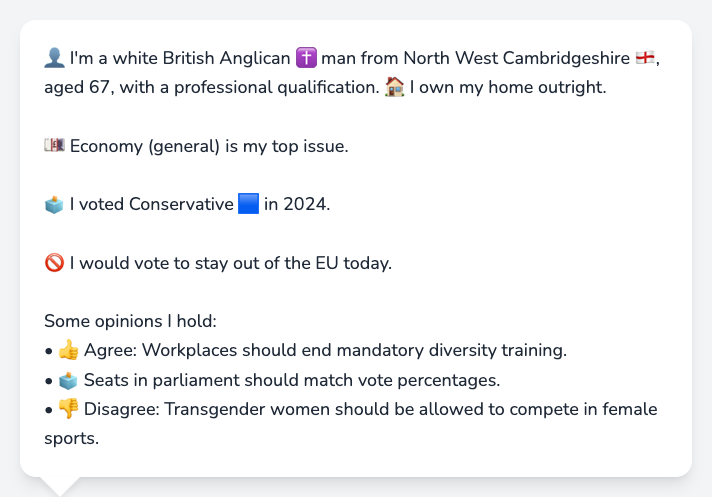 👤 I'm a white British Anglican ✝️ man from North West Cambridgeshire 🏴󠁧󠁢󠁥󠁮󠁧󠁿,
aged 67, with a professional qualification. 🏠 I own my home outright.
💷 Economy (general) is my top issue.
🗳️ I voted Conservative 🟦 in 2024.
🚫 I would vote to stay out of the EU today.
Some opinions I hold:
• 👍 Agree: Workplaces should end mandatory diversity training.
• 🗳️ Seats in parliament should match vote percentages.
• 👎 Disagree: Transgender women should be allowed to compete in female
sports.